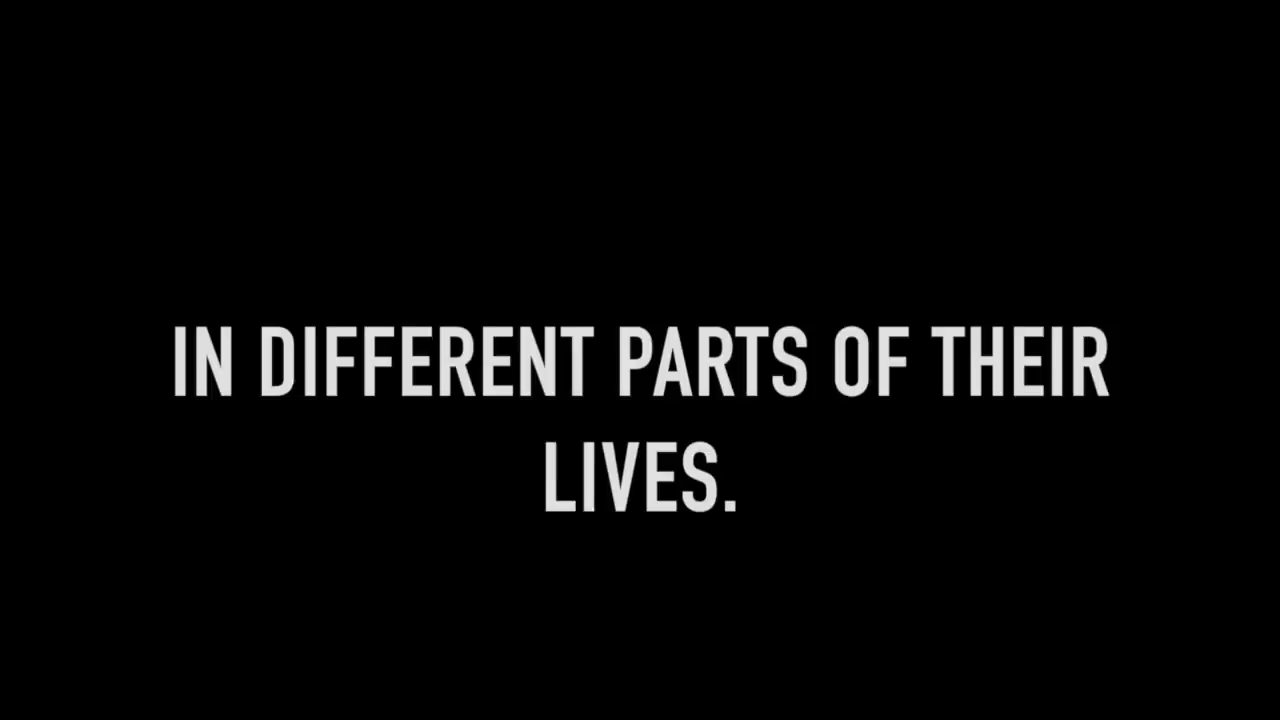 IN DIFFERENT PARTS OF THEIR
LIVES.